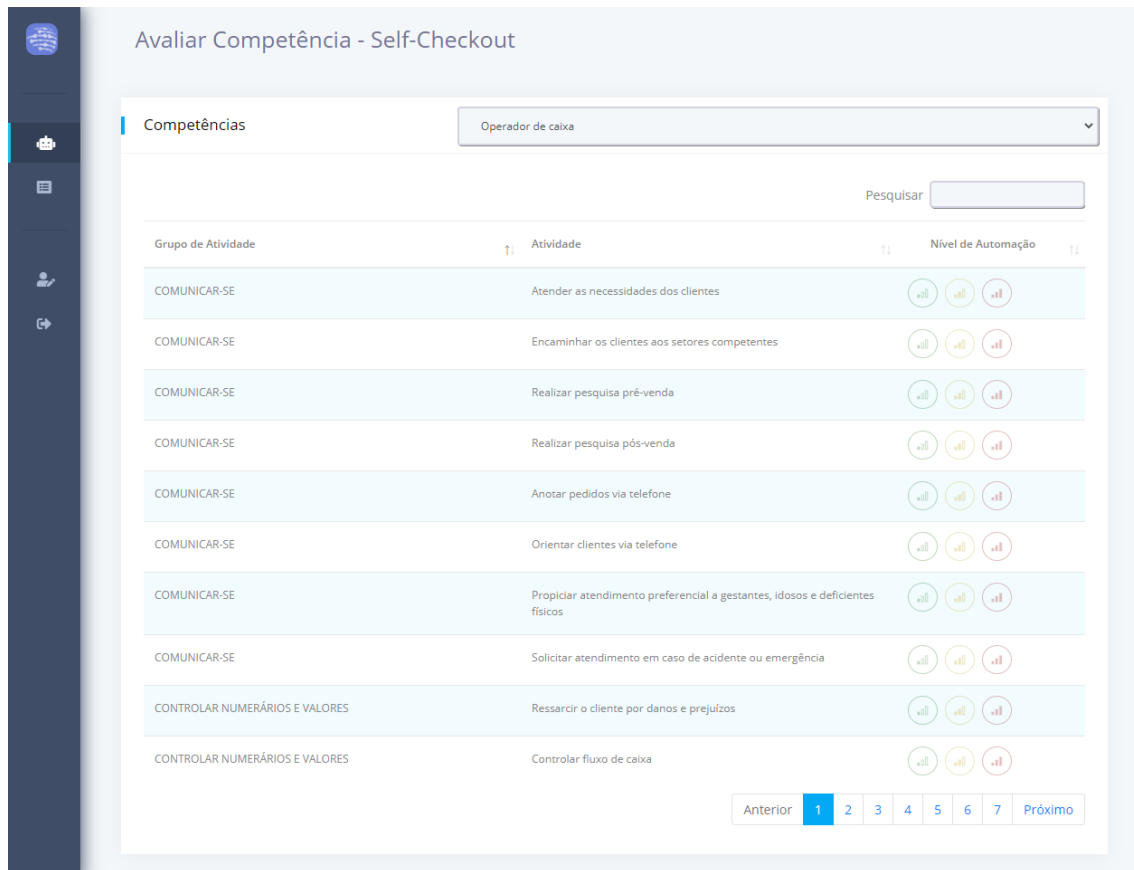 Avaliar Competência - Self-Checkout
Competências
Operador de caixa
Pesquisar
Grupo de Atividade Atividade Nível de Automação
COMUNICAR-SE Atender as necessidades dos clientes
COMUNICAR-SE Encaminhar os clientes aos setores competentes
COMUNICAR-SE Realizar pesquisa pré-venda
COMUNICAR-SE Realizar pesquisa pós-venda
COMUNICAR-SE Anotar pedidos via telefone
COMUNICAR-SE Orientar clientes via telefone
COMUNICAR-SE Propiciar atendimento preferencial a gestantes, idosos e deficientes
físicos
COMUNICAR-SE Solicitar atendimento em caso de acidente ou emergência
CONTROLAR NUMERÁRIOS E VALORES Ressarcir o cliente por danos e prejuízos
CONTROLAR NUMERÁRIOS E VALORES Controlar fluxo de caixa
Anterior 1 2 3 4 5 6 7 Próximo